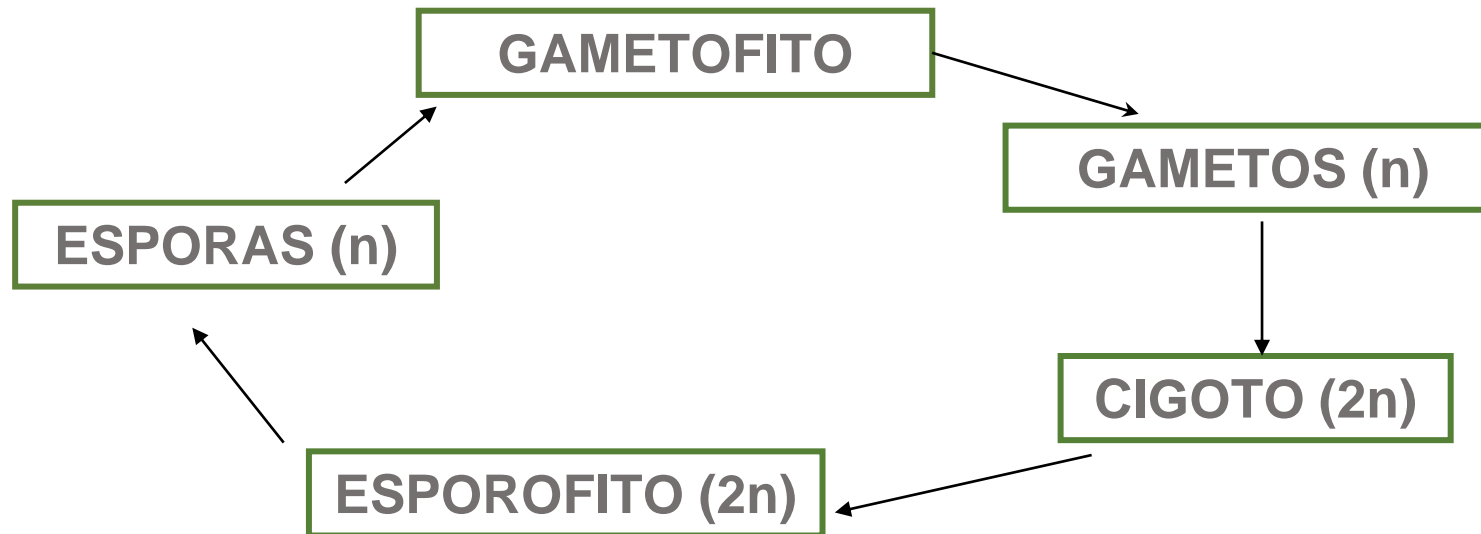 GAMETOFITO
GAMETOS (n)
ESPORAS (n)
CIGOTO (2n)
ESPOROFITO (2n)